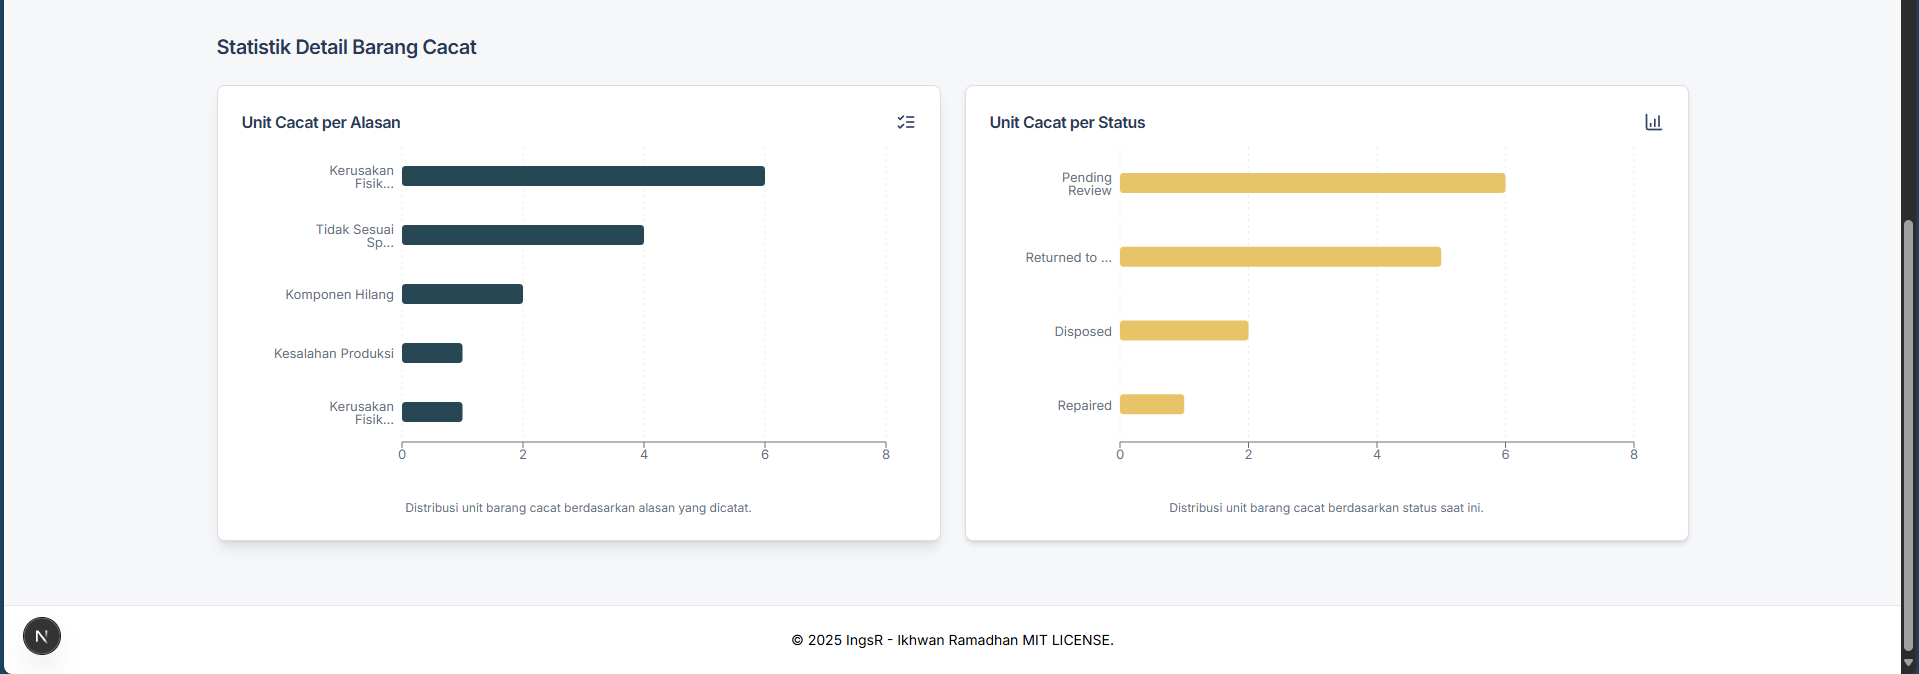 Statistik Detail Barang Cacat
Unit Cacat per Alasan
Kerusakan
Fisik...
Tidak Sesuai
Sp...
Komponen Hilang
Kesalahan Produksi
Kerusakan
Fisik...
0 2 4 6 8
Distribusi unit barang cacat berdasarkan alasan yang dicatat.
Unit Cacat per Status
Pending
Review
Returned to ...
Disposed
Repaired
0 2 4 6 8
Distribusi unit barang cacat berdasarkan status saat ini.
N
© 2025 IngsR - Ikhwan Ramadhan MIT LICENSE.